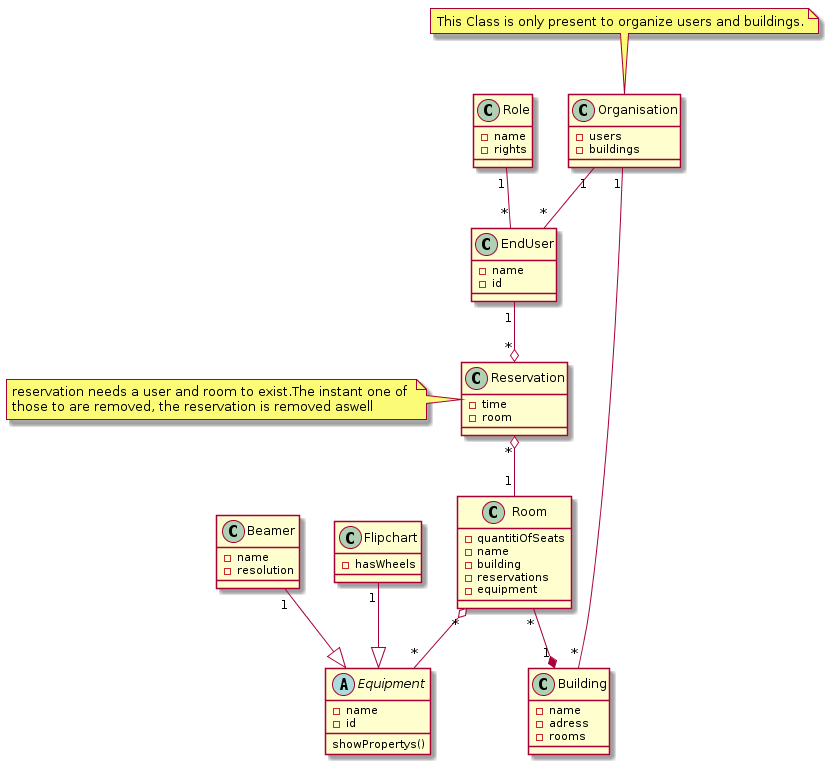 This Class is only present to organize users and buildings.
C Role
name
rights
C Organisation
users
buildings
1
1
1
*
*
C EndUser
name
id
1
*
reservation needs a user and room to exist.The instant one of
those to are removed, the reservation is removed aswell
C Reservation
time
room
*
1
C Room
quantitiOfSeats
name
building
reservations
equipment
C Beamer
name
resolution
C Flipchart
hasWheels
1
1
*
*
*
1
*
A Equipment
name
id
showPropertys()
C Building
name
adress
rooms